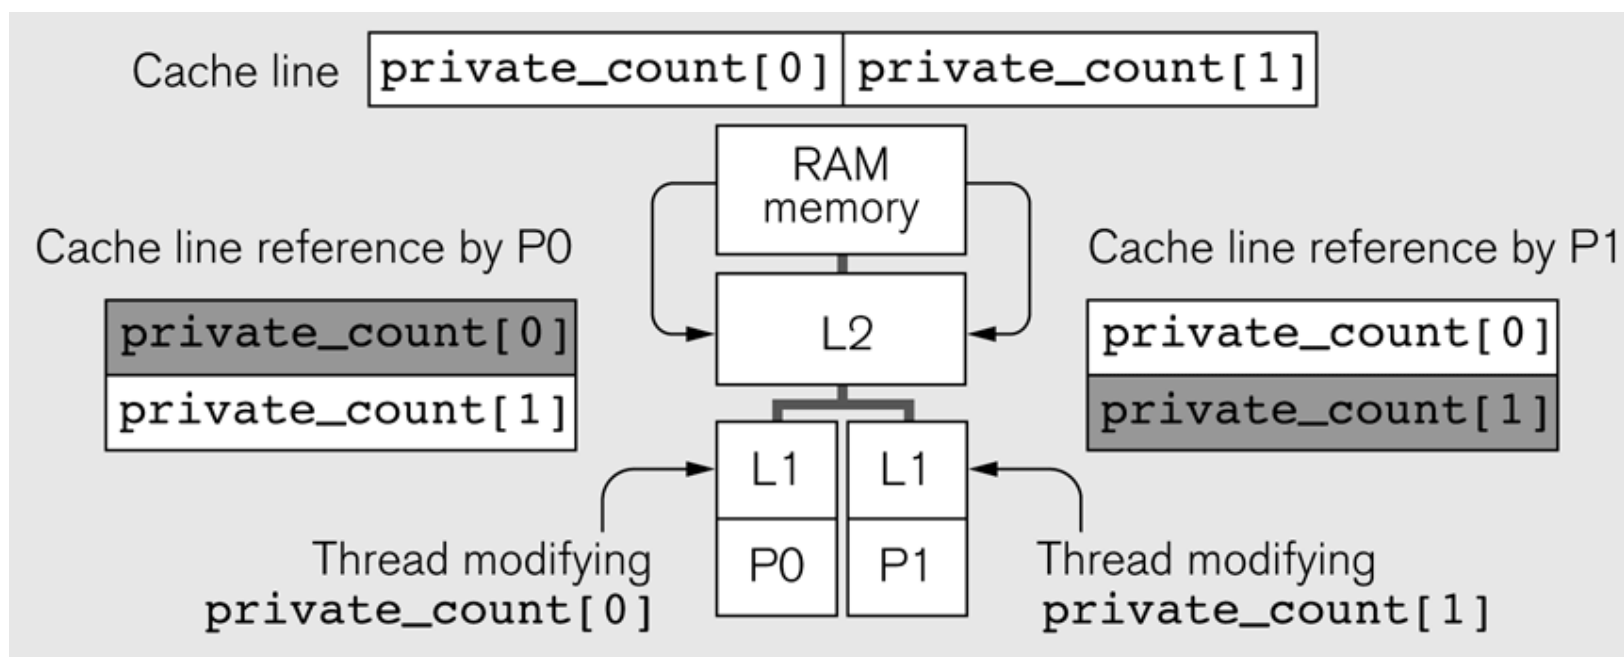 Cache line
private_count[0]
private_count[1]
RAM
memory
Cache line reference by P0
private_count[0]
private_count[1]
L2
Cache line reference by P1
private_count[0]
private_count[1]
L1
L1
P0
P1
Thread modifying
private_count[0]
Thread modifying
private_count[1]